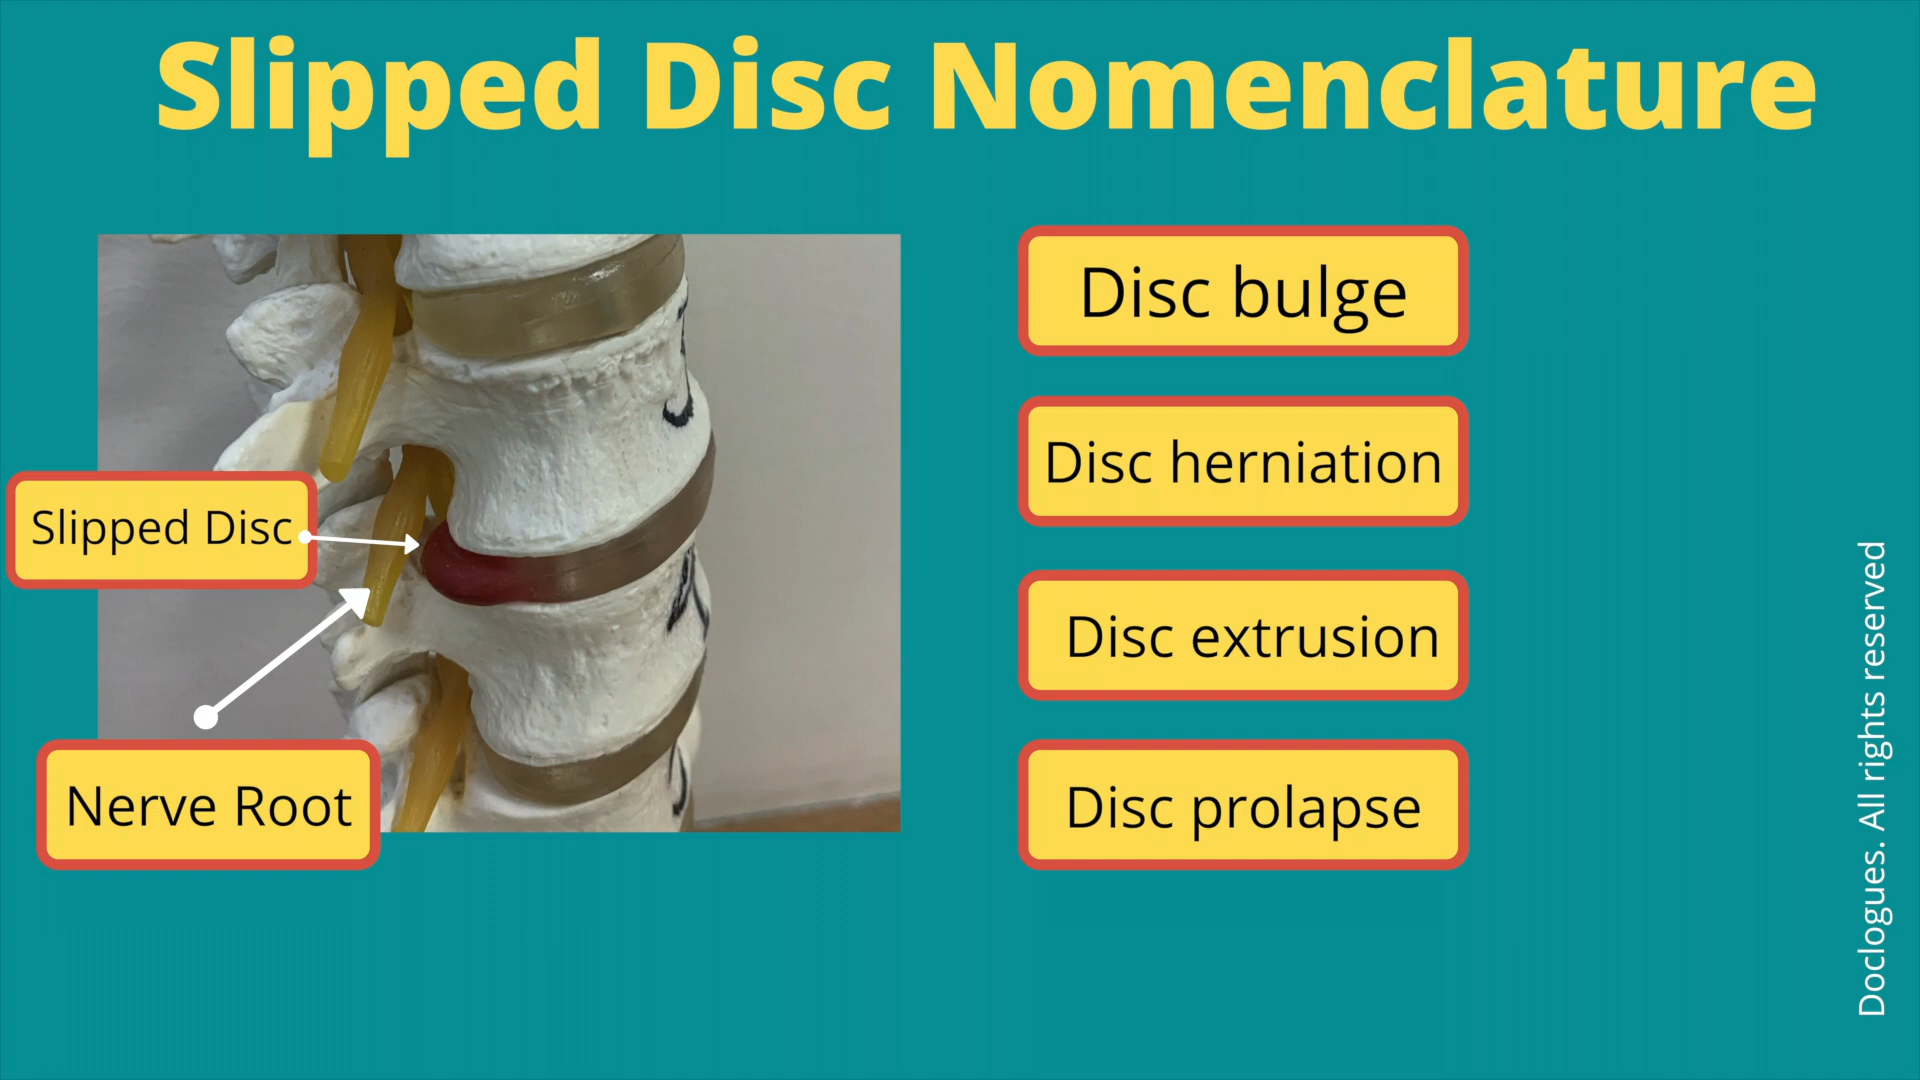 Slipped Disc Nomenclature
Slipped Disc
Nerve Root
Disc bulge
Disc herniation
Disc extrusion
Disc prolapse
Doclogues. All rights reserved